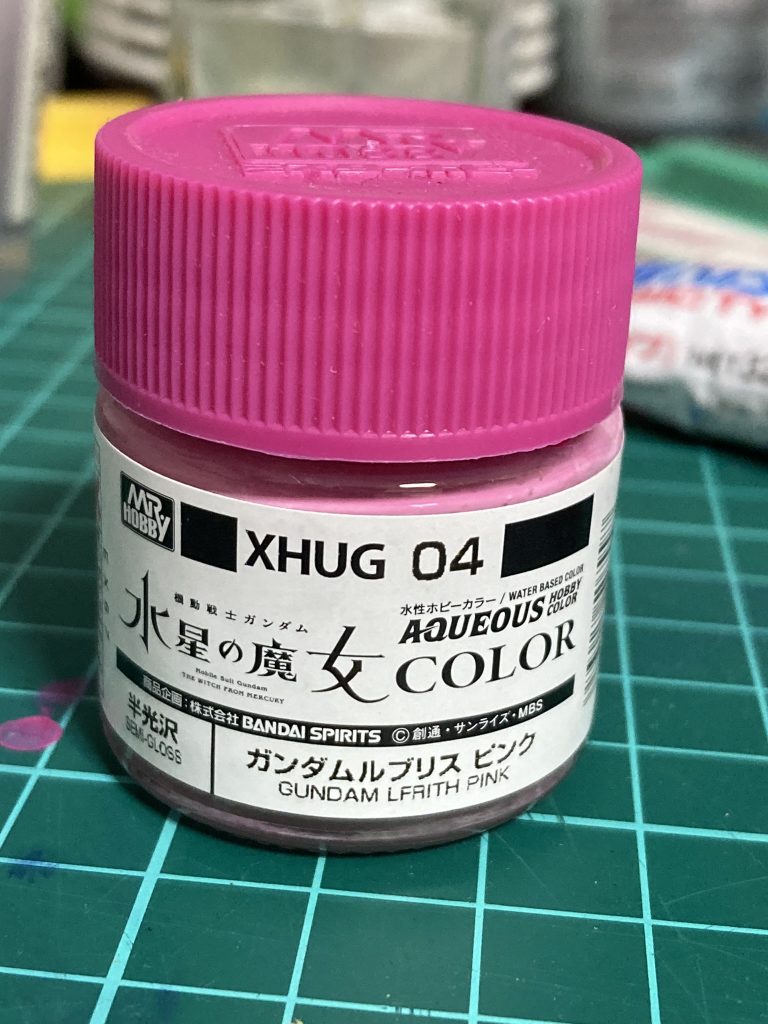 MR HOBBY
XHUG 04
機動戦士ガンダム
水星の魔女
Mobile Suit Gundam
THE WITCH FROM MERCURY
水性ホビーカラー / WATER BASED COLOR
AQUEOUS HOBBY COLOR
COLOR
商品企画:株式会社 BANDAI SPIRITS ©創通・サンライズ・MBS
半光沢
SEMI-GLOSS
ガンダムルブリス ピンク
GUNDAM LFRITH PINK